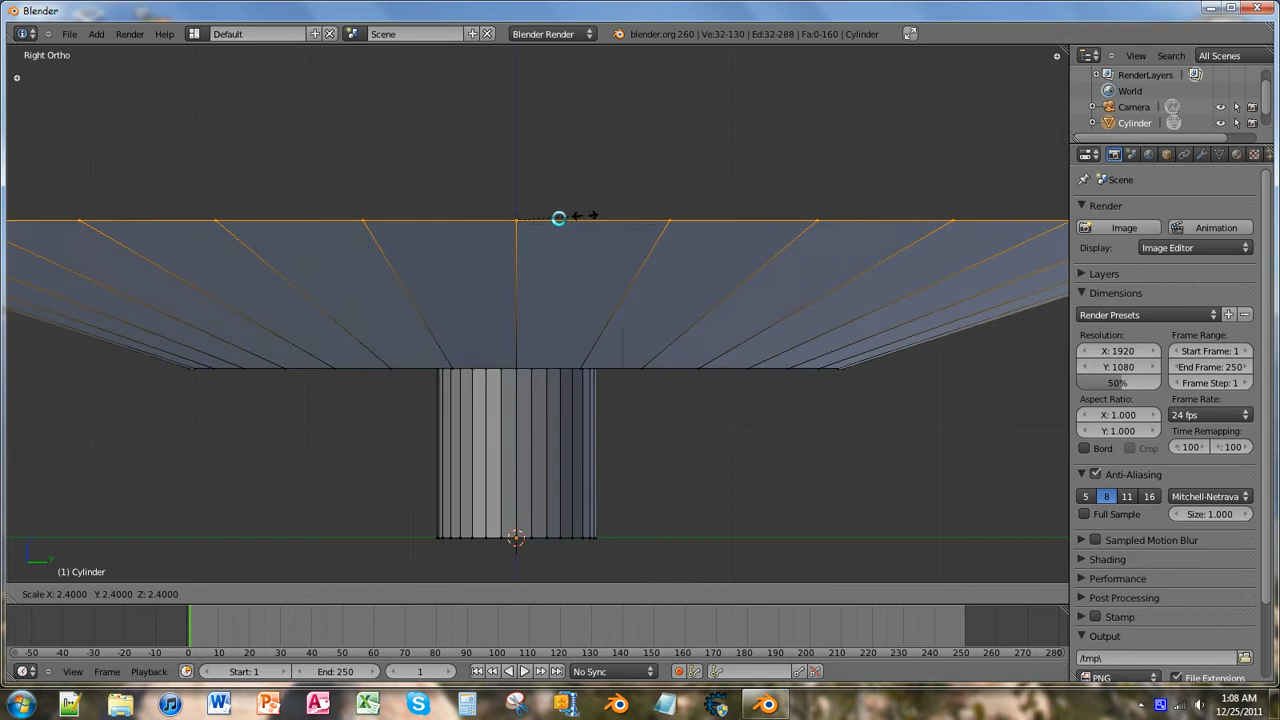 Blender
File Add Render Help Default Scene Blender Render blender.org 260 | Ve:32-130 | Ed:32-288 | Fa:0-160 | Cylinder
Right Ortho
View Search All Scenes
RenderLayers
World
Camera
Cylinder
Scene
Render
Image Animation
Display: Image Editor
Layers
Dimensions
Render Presets
Resolution: Frame Range:
X: 1920 Start Frame: 1
Y: 1080 End Frame: 250
50% Frame Step: 1
Aspect Ratio: Frame Rate:
X: 1.000 24 fps
Y: 1.000 Time Remapping:
Bord Crop :100 :100
Anti-Aliasing
5 8 11 16 Mitchell-Netrava
Full Sample Size: 1.000
Sampled Motion Blur
Shading
Performance
Post Processing
Stamp
Output
/tmp\
PNG File Extensions
y
(1) Cylinder
Scale X: 2.4000 Y: 2.4000 Z: 2.4000
-50 -40 -30 -20 -10 0 10 20 30 40 50 60 70 80 90 100 110 120 130 140 150 160 170 180 190 200 210 220 230 240 250 260 270 280
View Frame Playback Start: 1 End: 250 1 No Sync
1:08 AM
12/25/2011